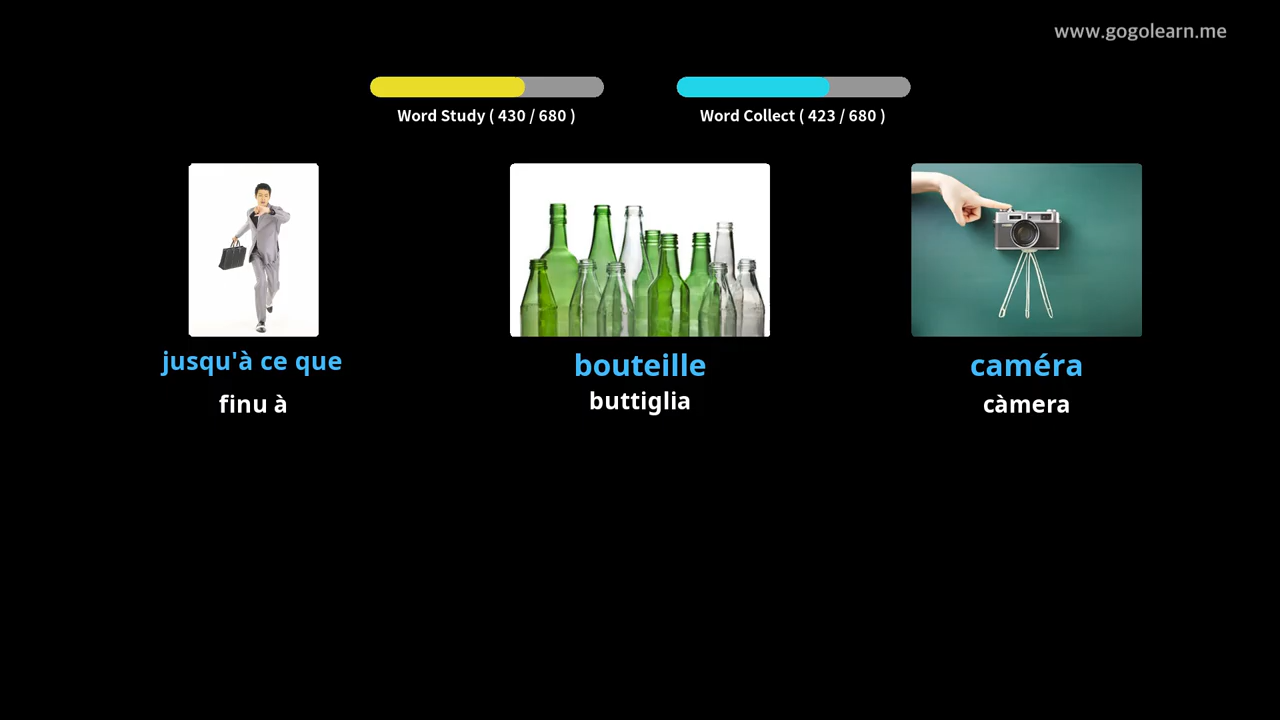 www.gogolearn.me
Word Study ( 430 / 680 )
Word Collect ( 423 / 680 )
jusqu'à ce que
finu à
bouteille
buttiglia
caméra
càmera